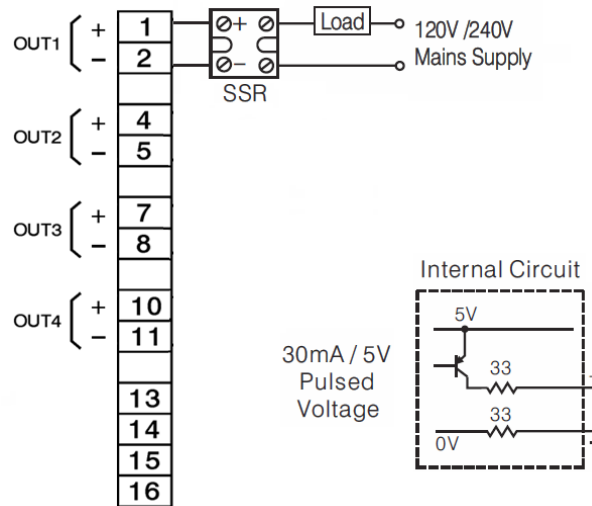 OUT1 + 1
− 2
+ −
SSR
Load
120V /240V
Mains Supply
OUT2 + 4
− 5
OUT3 + 7
− 8
OUT4 + 10
− 11
13
14
15
16
30mA / 5V
Pulsed
Voltage
Internal Circuit
5V
33
33
0V